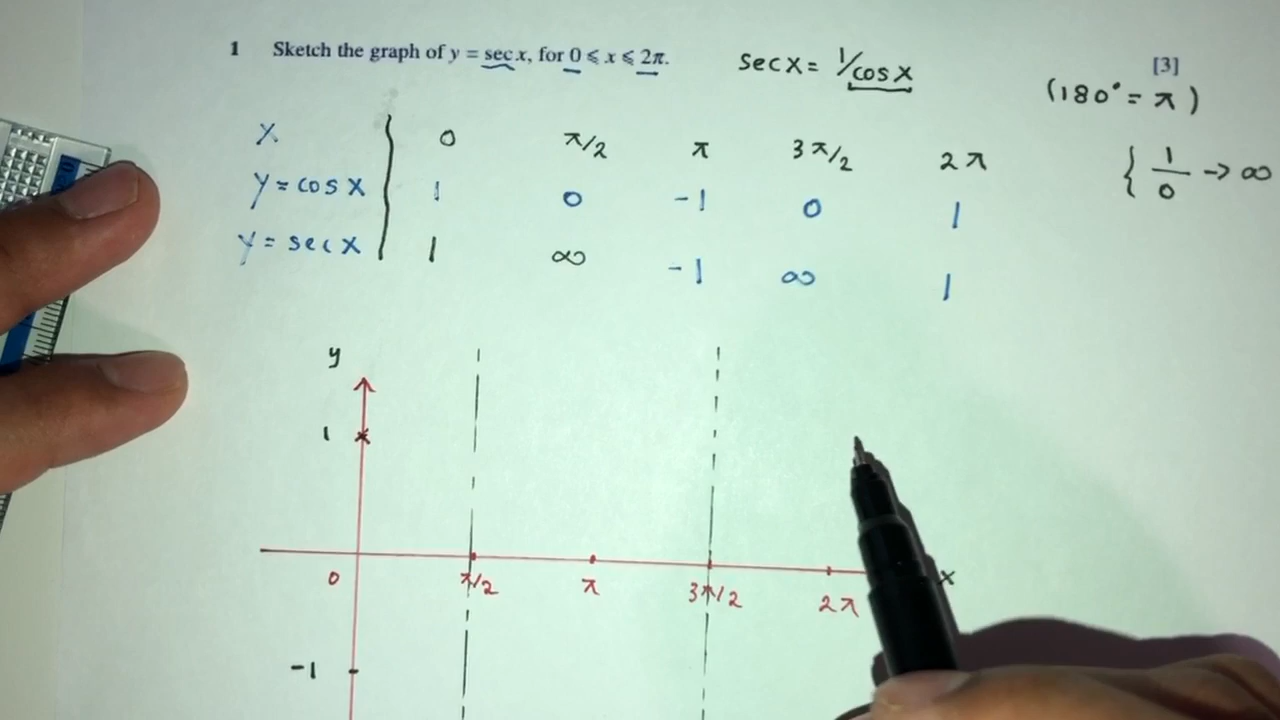 1 Sketch the graph of y = sec x, for 0 ⩽ x ⩽ 2π. [3]
sec x = 1/cos x
(180° = π)
x 0 π/2 π 3π/2 2π
{ 1/0 → ∞
y = cos x 1 0 -1 0 1
y = sec x 1 ∞ -1 ∞ 1
y
1
x
0 π/2 π 3π/2 2π
-1